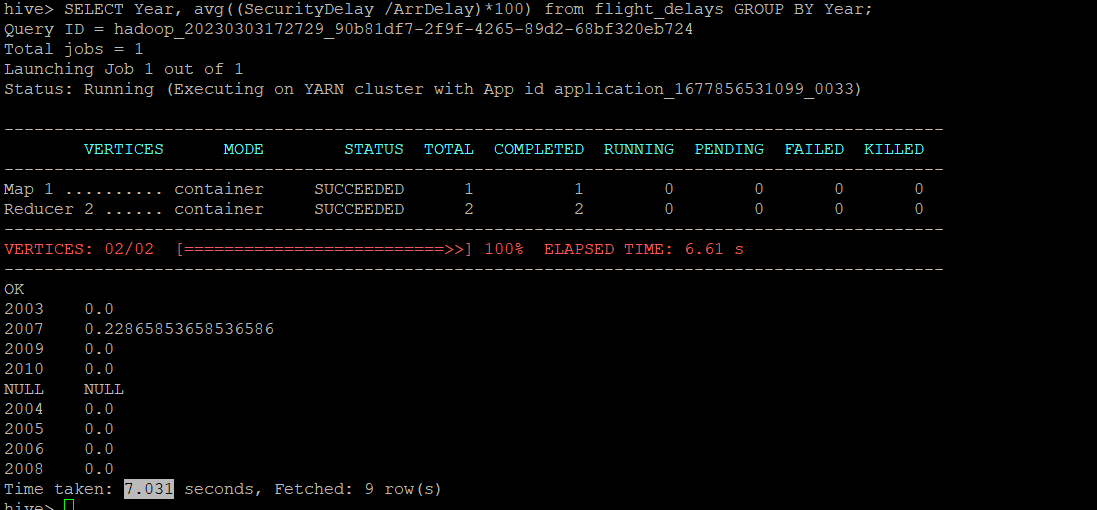 hive> SELECT Year, avg((SecurityDelay /ArrDelay)*100) from flight_delays GROUP BY Year;
Query ID = hadoop_20230303172729_90b81df7-2f9f-4265-89d2-68bf320eb724
Total jobs = 1
Launching Job 1 out of 1
Status: Running (Executing on YARN cluster with App id application_1677856531099_0033)
----------------------------------------------------------------------------------------------
VERTICES MODE STATUS TOTAL COMPLETED RUNNING PENDING FAILED KILLED
----------------------------------------------------------------------------------------------
Map 1 .......... container SUCCEEDED 1 1 0 0 0 0
Reducer 2 ...... container SUCCEEDED 2 2 0 0 0 0
----------------------------------------------------------------------------------------------
VERTICES: 02/02 [==========================>>] 100% ELAPSED TIME: 6.61 s
----------------------------------------------------------------------------------------------
OK
2003 0.0
2007 0.22865853658536586
2009 0.0
2010 0.0
NULL NULL
2004 0.0
2005 0.0
2006 0.0
2008 0.0
Time taken: 7.031 seconds, Fetched: 9 row(s)
hive>